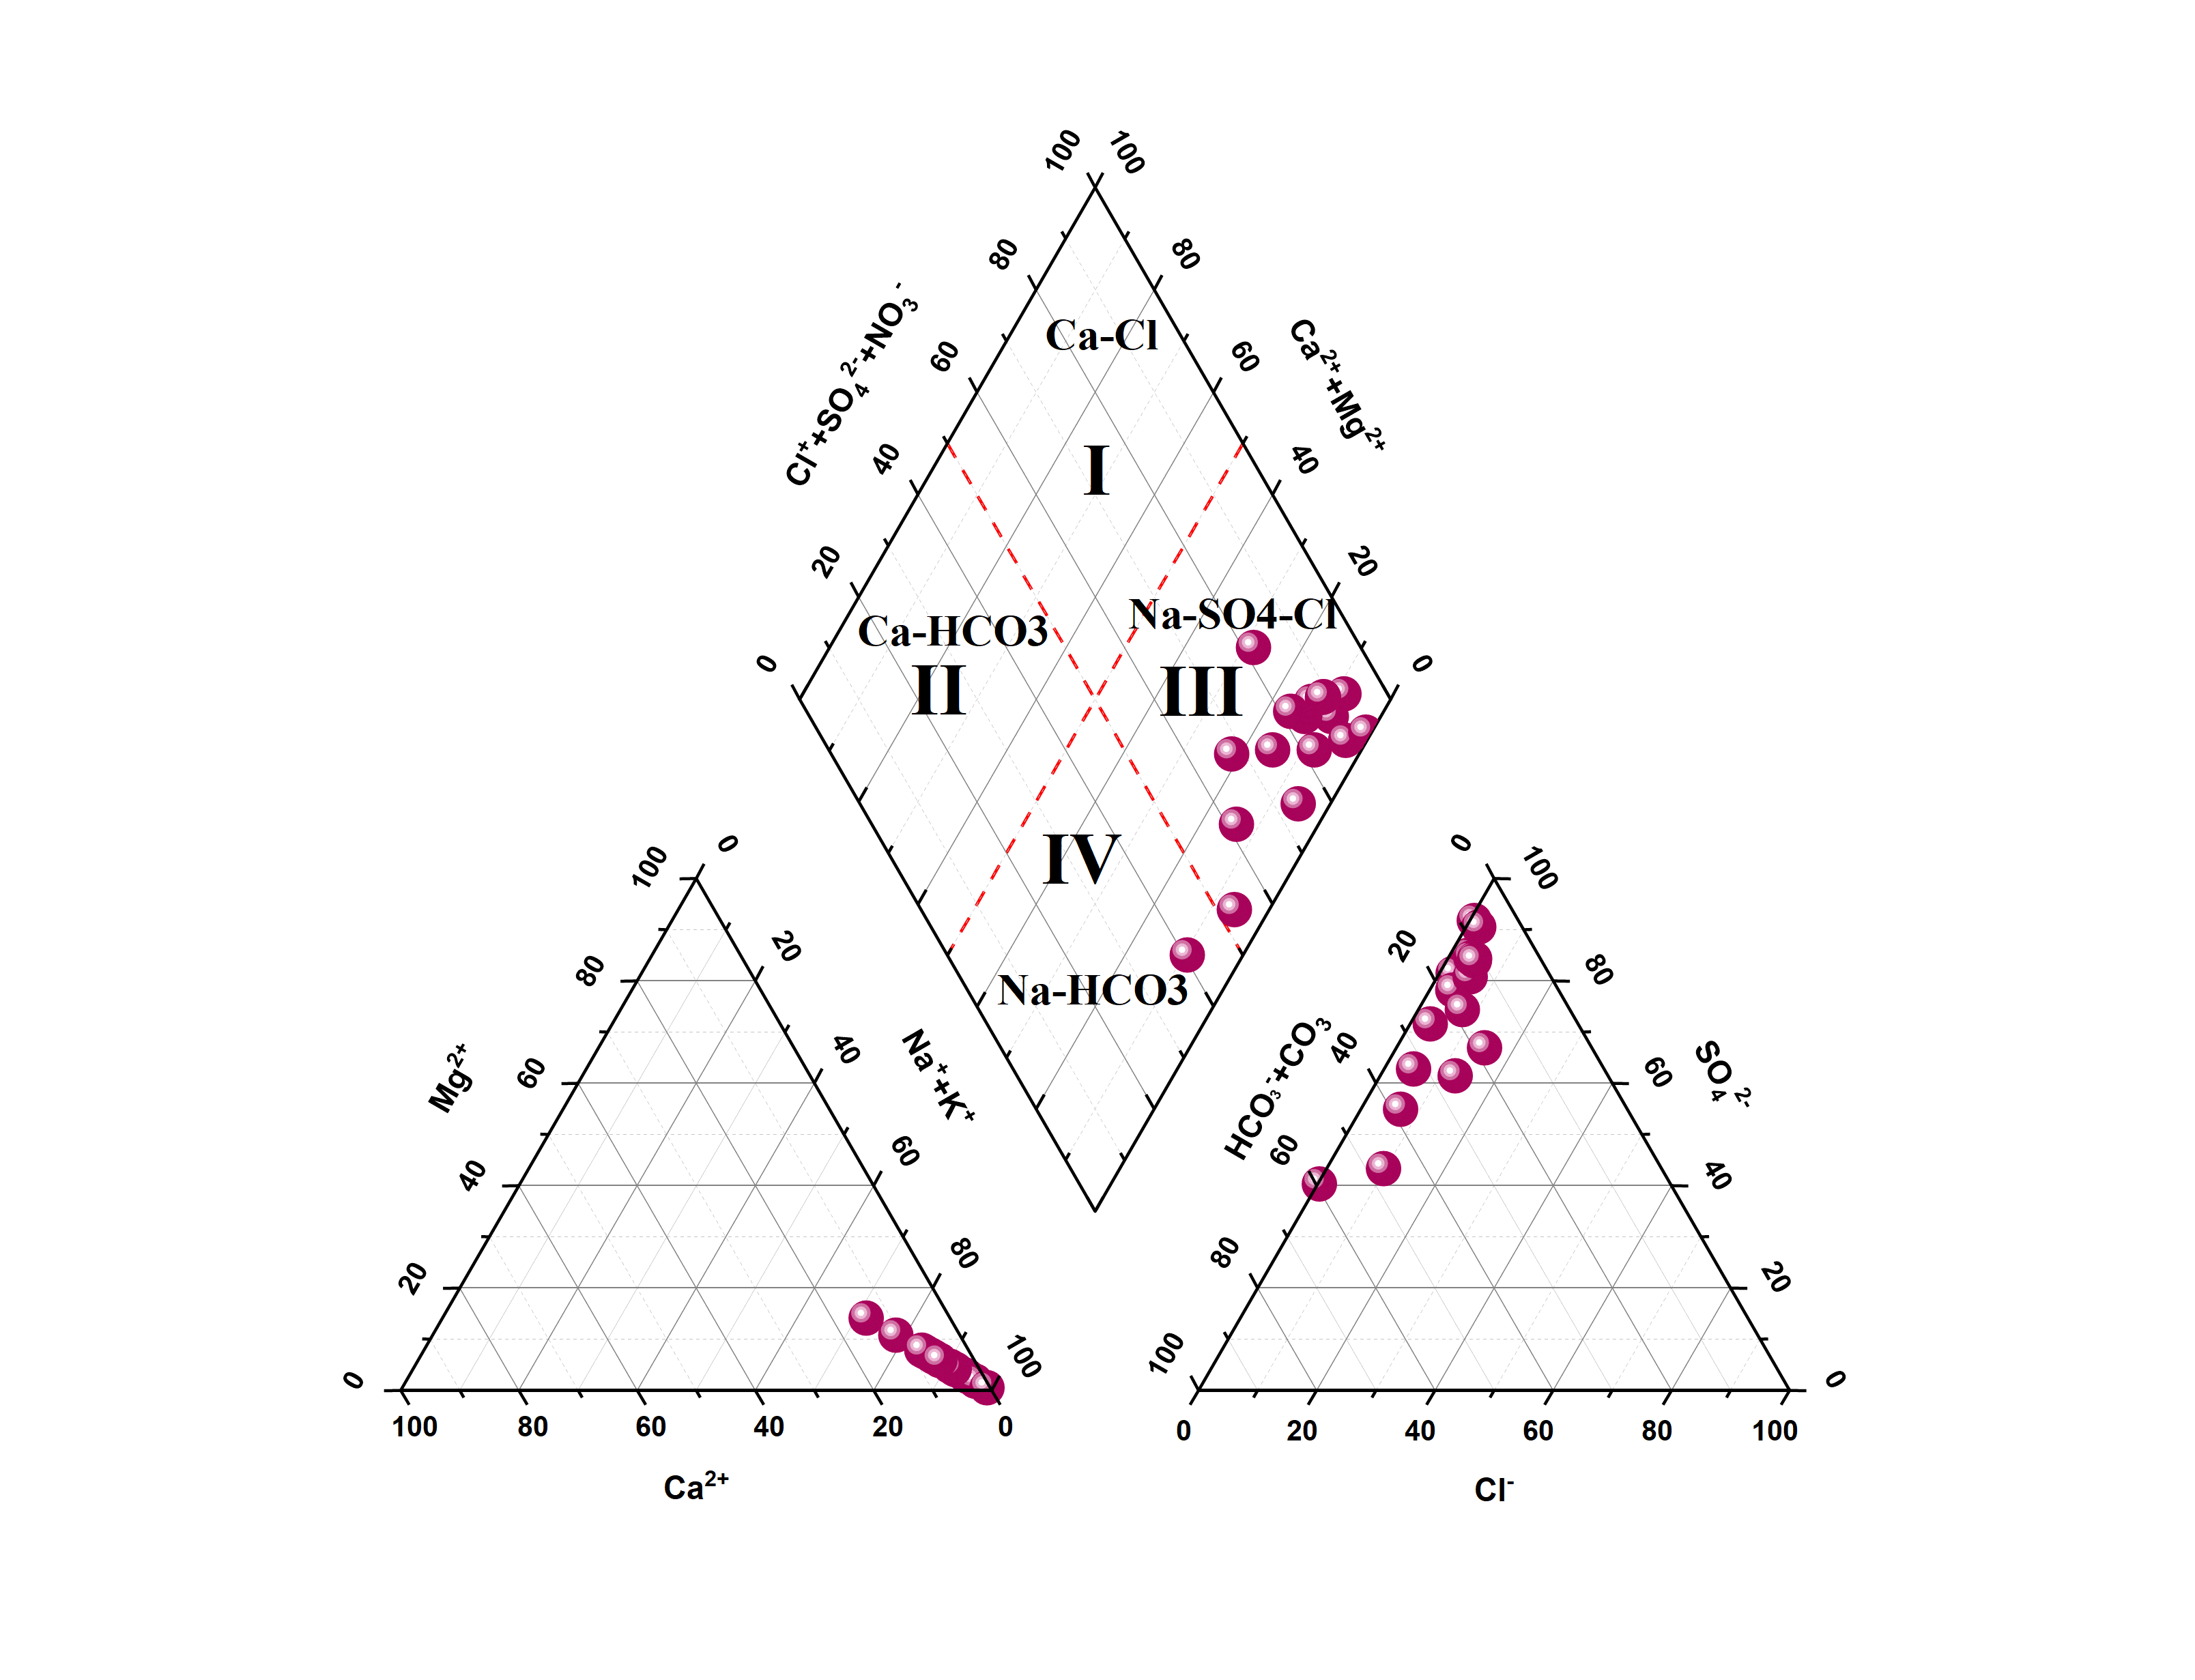 100 100
80 80
Cl⁺+SO₄²⁻+NO₃⁻
Ca²⁺+Mg²⁺
Ca-Cl
60 60
I
40 40
20 20
Na-SO4-Cl
Ca-HCO3
0 0
II
III
IV
Na-HCO3
100 0
80 20
Mg²⁺
Na⁺+K⁺
60 40
40 60
20 80
0 100
100 80 60 40 20 0
Ca²⁺
0 100
20 80
HCO₃⁻+CO₃
SO₄²⁻
40 60
60 40
80 20
100 0
0 20 40 60 80 100
Cl⁻